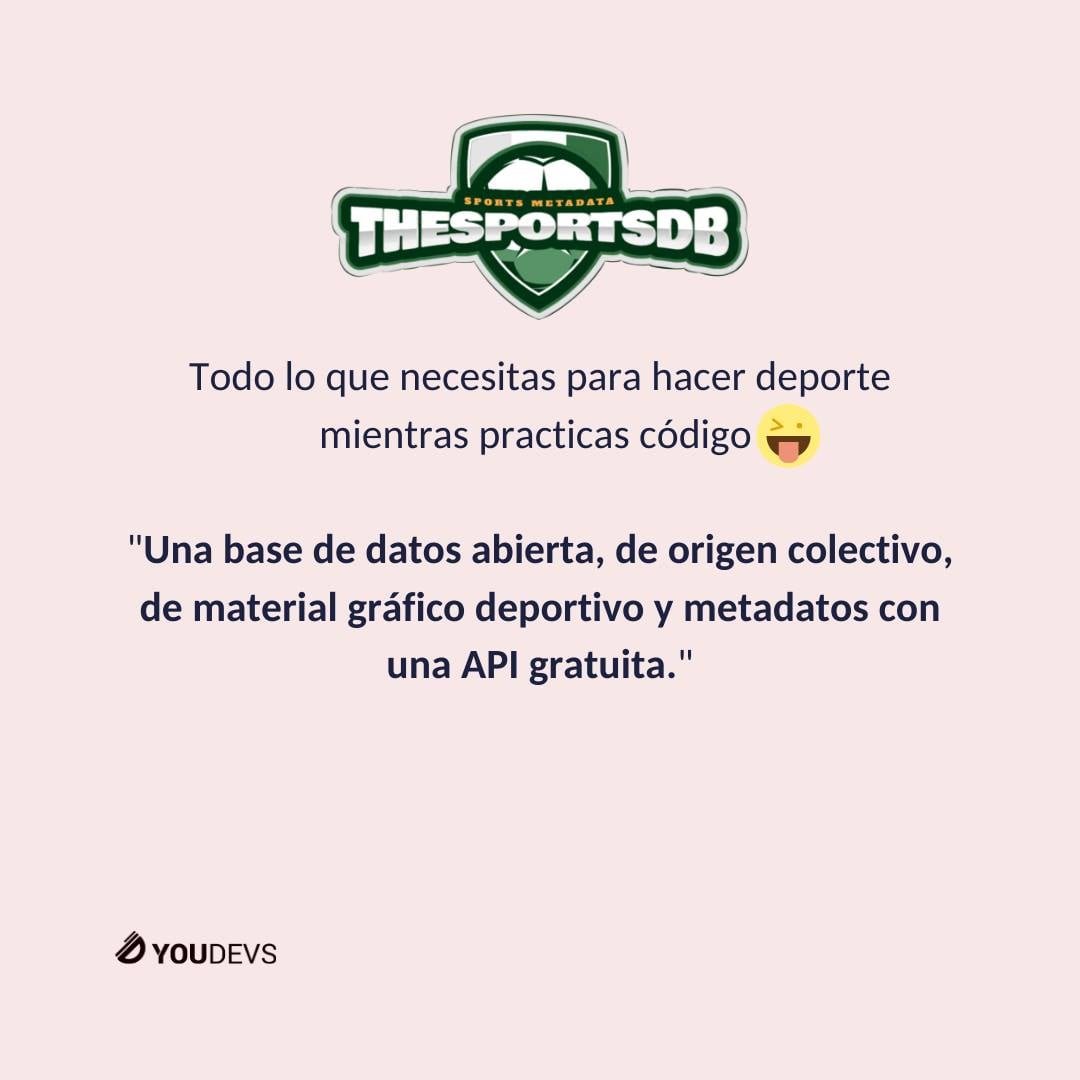 SPORTS METADATA
THESPORTSDB
Todo lo que necesitas para hacer deporte
mientras practicas código
"Una base de datos abierta, de origen colectivo,
de material gráfico deportivo y metadatos con
una API gratuita."
YOUDEVS